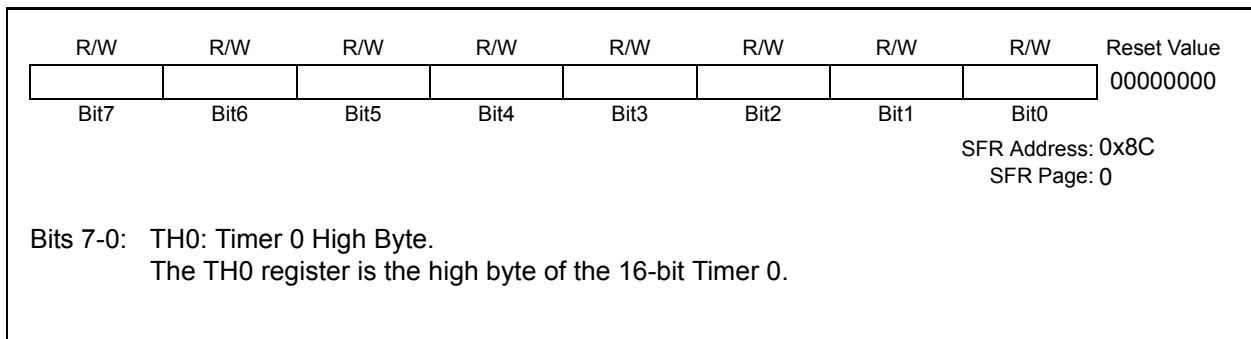 R/W R/W R/W R/W R/W R/W R/W R/W Reset Value
00000000
Bit7 Bit6 Bit5 Bit4 Bit3 Bit2 Bit1 Bit0
SFR Address: 0x8C
SFR Page: 0
Bits 7-0: TH0: Timer 0 High Byte.
The TH0 register is the high byte of the 16-bit Timer 0.